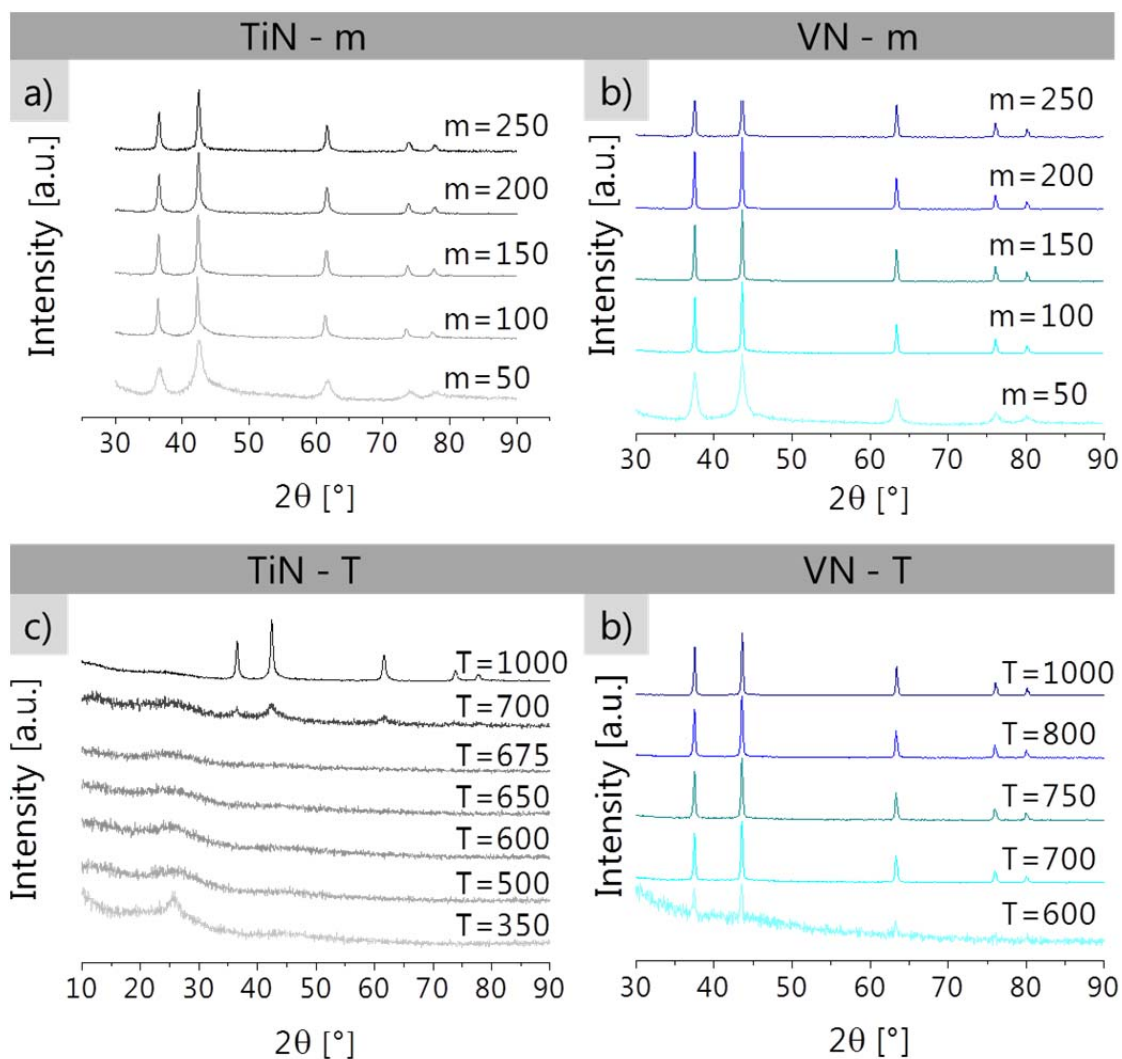 TiN - m
a)
m=250
m=200
m=150
m=100
m=50
Intensity [a.u.]
30 40 50 60 70 80 90
2θ [°]
VN - m
b)
m=250
m=200
m=150
m=100
m=50
Intensity [a.u.]
30 40 50 60 70 80 90
2θ [°]
TiN - T
c)
T=1000
T=700
T=675
T=650
T=600
T=500
T=350
Intensity [a.u.]
10 20 30 40 50 60 70 80 90
2θ [°]
VN - T
b)
T=1000
T=800
T=750
T=700
T=600
Intensity [a.u.]
30 40 50 60 70 80 90
2θ [°]